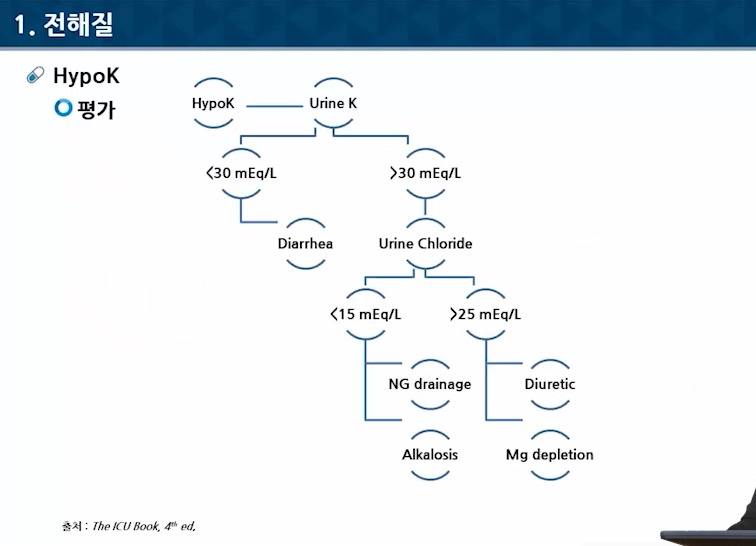 1. 전해질
HypoK
평가
HypoK
Urine K
<30 mEq/L
>30 mEq/L
Diarrhea
Urine Chloride
<15 mEq/L
>25 mEq/L
NG drainage
Diuretic
Alkalosis
Mg depletion
출처 : The ICU Book, 4th ed.